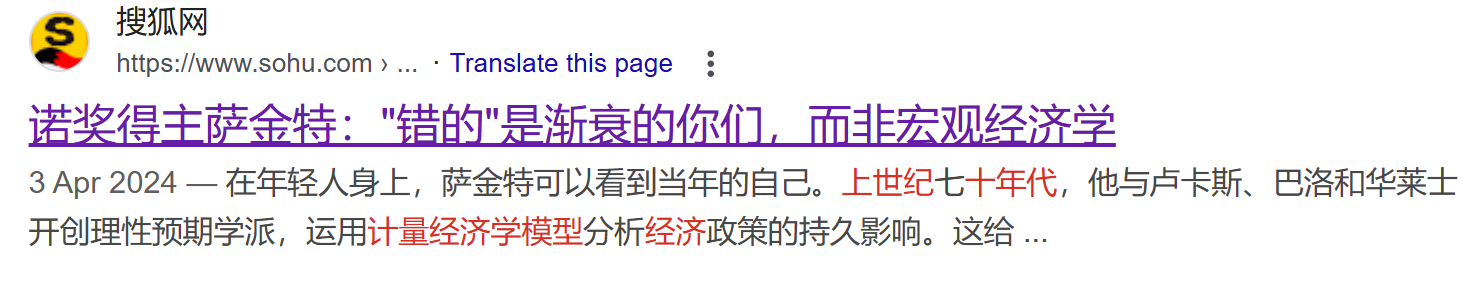 搜狐网
https://www.sohu.com › ... · Translate this page
诺奖得主萨金特："错的"是渐衰的你们，而非宏观经济学
3 Apr 2024 — 在年轻人身上，萨金特可以看到当年的自己。上世纪七十年代，他与卢卡斯、巴洛和华莱士
开创理性预期学派，运用计量经济学模型分析经济政策的持久影响。这给 ...